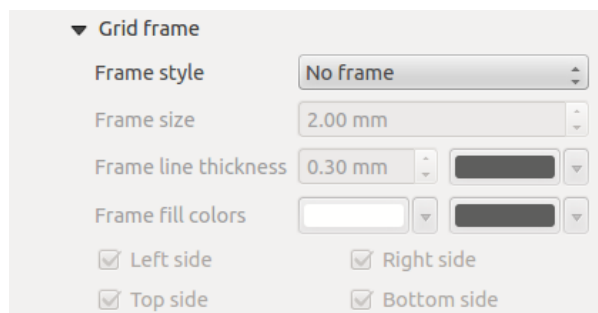 Grid frame
Frame style No frame
Frame size 2.00 mm
Frame line thickness 0.30 mm
Frame fill colors
Left side Right side
Top side Bottom side